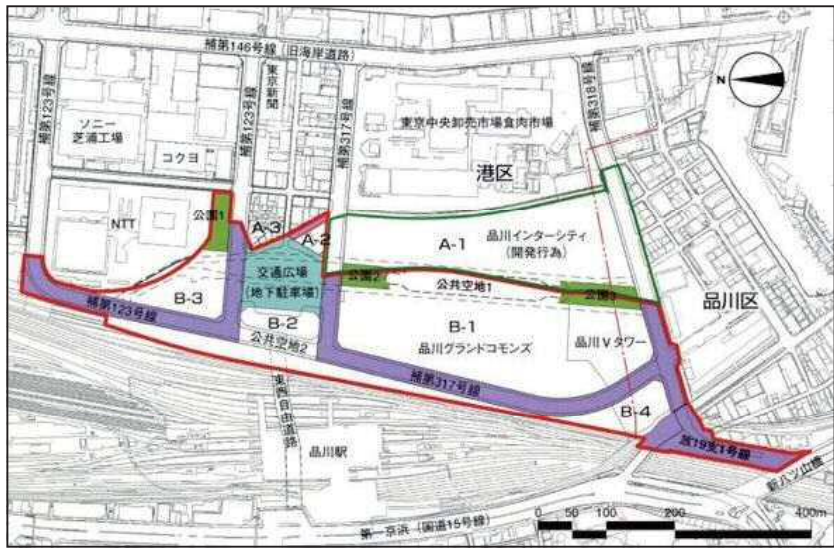 補第146号線(旧海岸道路)
補第123号線
補第123号線
東京新聞
補第317号線
補第318号線
N
ソニー
芝浦工場
コクヨ
東京中央卸売市場食肉市場
港区
NTT
公園1
A-3
A-2
A-1
品川インターシティ
(開発行為)
交通広場
(地下駐車場)
公園2
公共空地1
公園3
品川区
B-3
補第123号線
B-2
公共空地2
B-1
品川グランドコモンズ
品川Vタワー
補第317号線
B-4
東西自由道路
品川駅
放19支1号線
新八ツ山橋
第一京浜(国道15号線)
0 50 100 200 400m